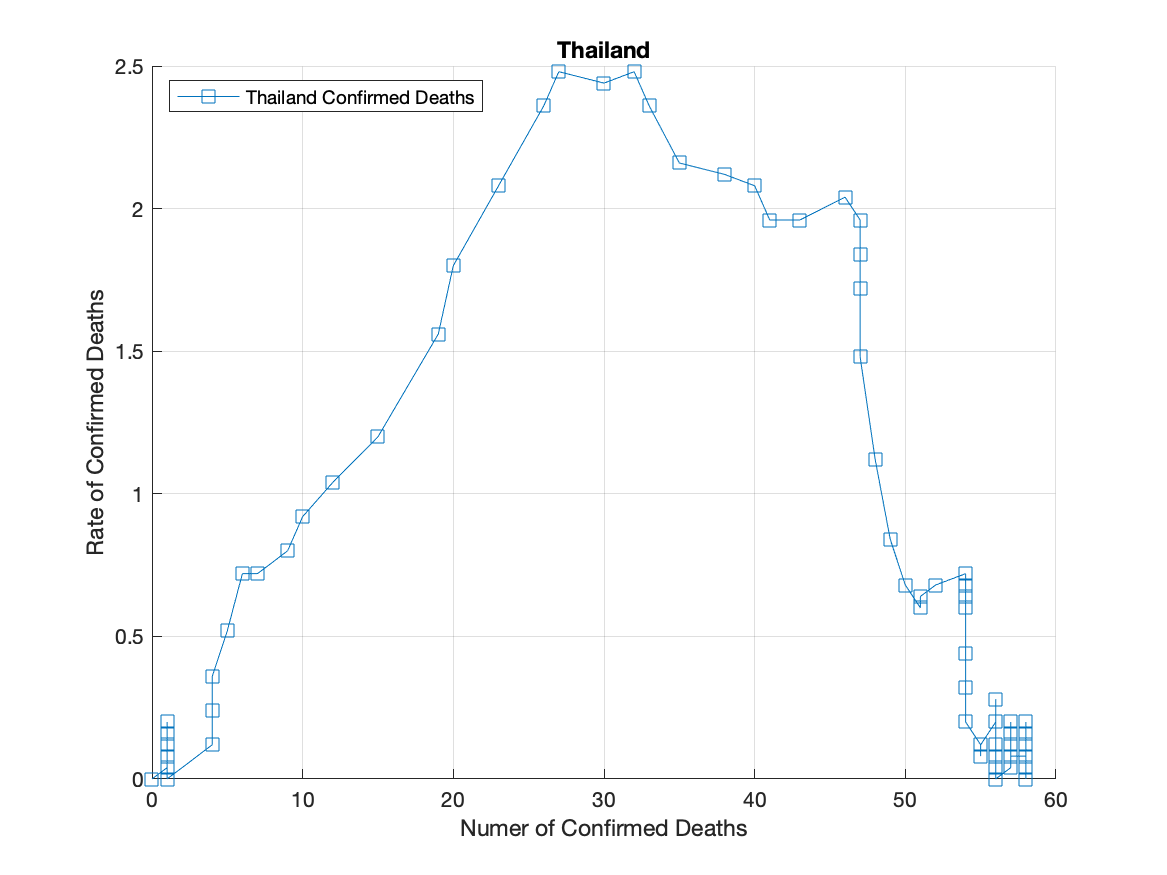 Thailand
Thailand Confirmed Deaths
2.5
2
1.5
1
0.5
0
Rate of Confirmed Deaths
0 10 20 30 40 50 60
Numer of Confirmed Deaths